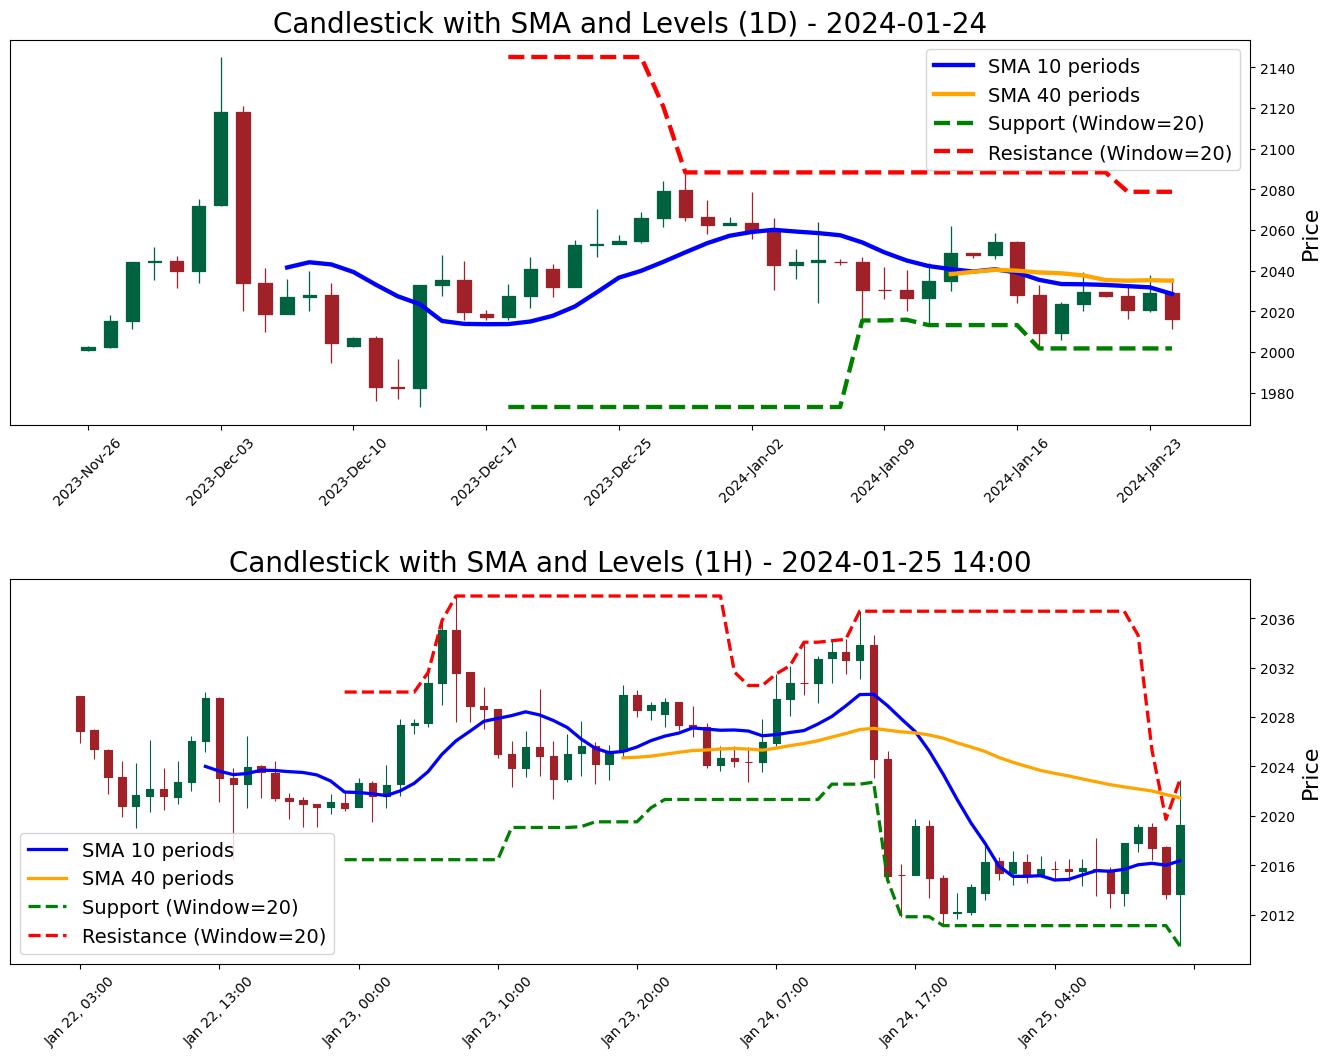 Candlestick with SMA and Levels (1D) - 2024-01-24
SMA 10 periods
SMA 40 periods
Support (Window=20)
Resistance (Window=20)
2140
2120
2100
2080
2060
2040
2020
2000
1980
Price
2023-Nov-26
2023-Dec-03
2023-Dec-10
2023-Dec-17
2023-Dec-25
2024-Jan-02
2024-Jan-09
2024-Jan-16
2024-Jan-23
Candlestick with SMA and Levels (1H) - 2024-01-25 14:00
2036
2032
2028
2024
2020
2016
2012
Price
SMA 10 periods
SMA 40 periods
Support (Window=20)
Resistance (Window=20)
Jan 22, 03:00
Jan 22, 13:00
Jan 23, 00:00
Jan 23, 10:00
Jan 23, 20:00
Jan 24, 07:00
Jan 24, 17:00
Jan 25, 04:00